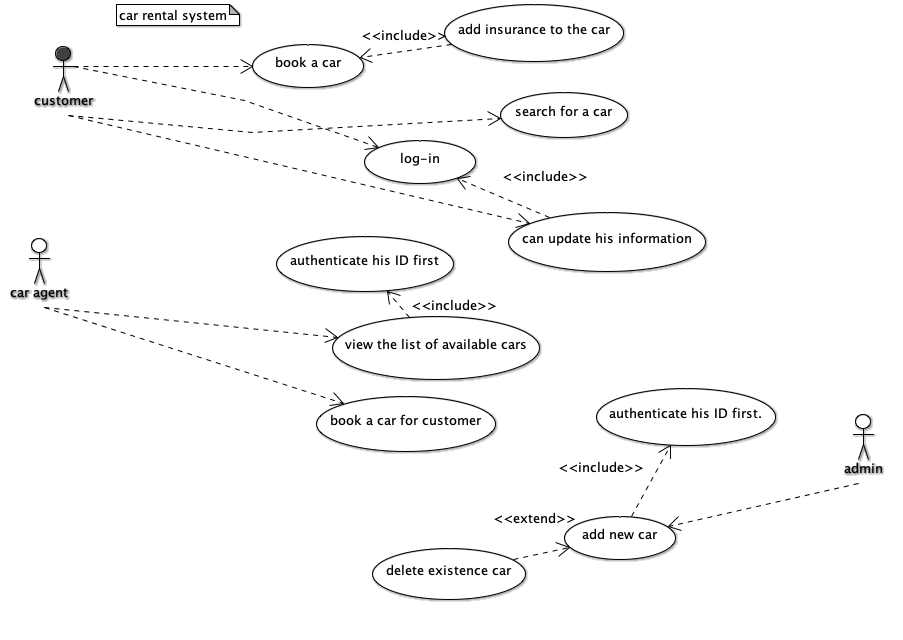 car rental system
add insurance to the car
<<include>>
book a car
customer
search for a car
log-in
<<include>>
can update his information
authenticate his ID first
car agent
<<include>>
view the list of available cars
book a car for customer
authenticate his ID first.
admin
<<include>>
<<extend>>
add new car
delete existence car